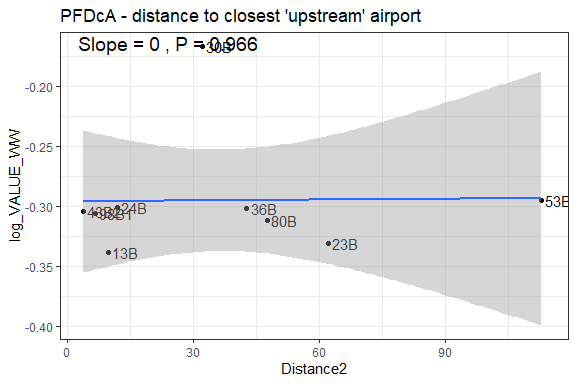 PFDcA - distance to closest 'upstream' airport
Slope = 0 , P = 0.966
30B
-0.20
-0.25
-0.30
-0.35
-0.40
log_VALUE_WW
24B
36B
80B
23B
13B
53B
0
30
60
90
Distance2